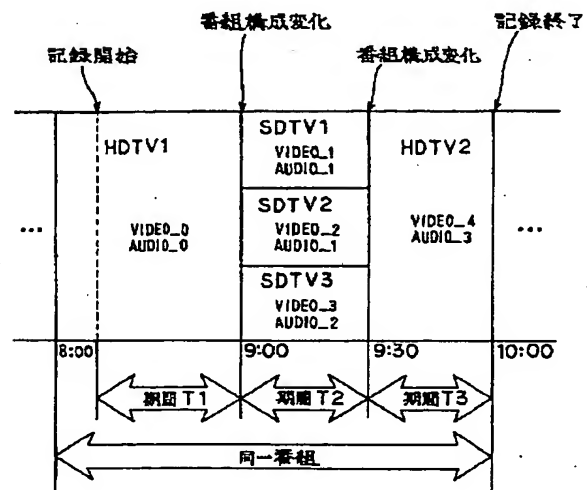 番組構成変化
記録終了
記録開始
番組構成変化
HDTV1
SDTV1
VIDEO_1
AUDIO_1
HDTV2
VIDEO_0
AUDIO_0
SDTV2
VIDEO_2
AUDIO_1
VIDEO_4
AUDIO_3
...
...
SDTV3
VIDEO_3
AUDIO_2
8:00
9:00
9:30
10:00
期間T1
期間T2
期間T3
同一番組